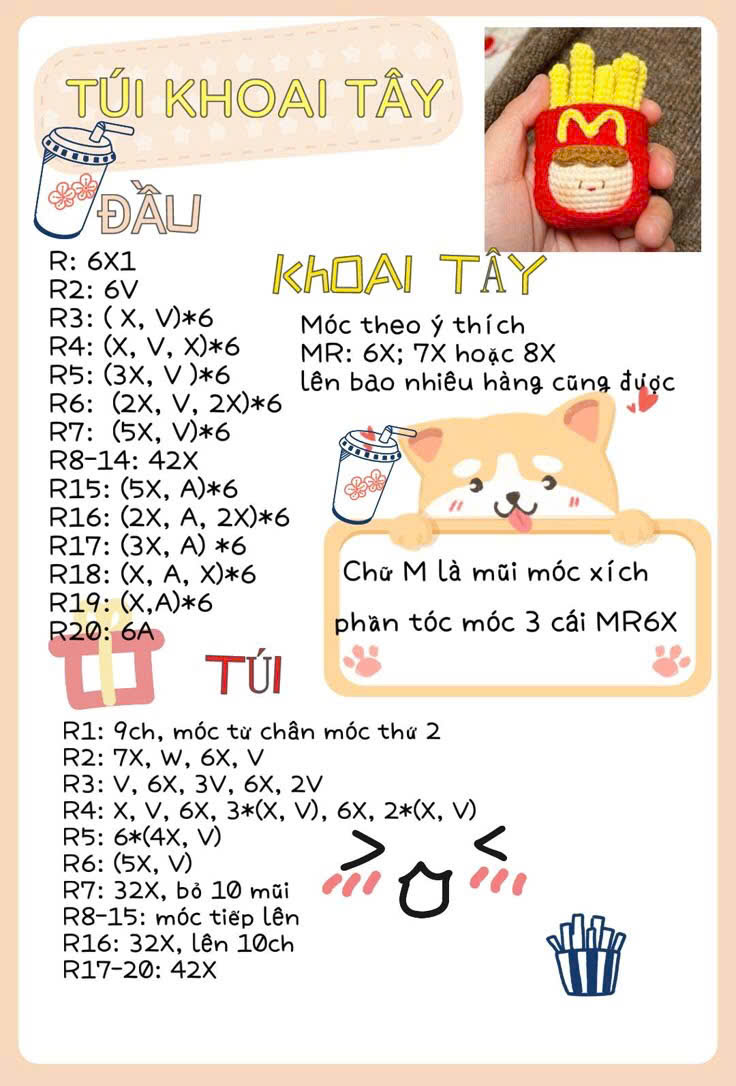 TÚI KHOAI TÂY
M
ĐẦU
R: 6X1
R2: 6V
R3: ( X, V)*6
R4: (X, V, X)*6
R5: (3X, V )*6
R6: (2X, V, 2X)*6
R7: (5X, V)*6
R8-14: 42X
R15: (5X, A)*6
R16: (2X, A, 2X)*6
R17: (3X, A) *6
R18: (X, A, X)*6
R19: (X,A)*6
R20: 6A
KhOAI TÂY
Móc theo ý thích
MR: 6X; 7X hoặc 8X
lên bao nhiêu hàng cũng được
Chữ M là mũi móc xích
phần tóc móc 3 cái MR6X
TÚI
R1: 9ch, móc từ chân móc thứ 2
R2: 7X, W, 6X, V
R3: V, 6X, 3V, 6X, 2V
R4: X, V, 6X, 3*(X, V), 6X, 2*(X, V)
R5: 6*(4X, V)
R6: (5X, V)
R7: 32X, bỏ 10 mũi
R8-15: móc tiếp lên
R16: 32X, lên 10ch
R17-20: 42X